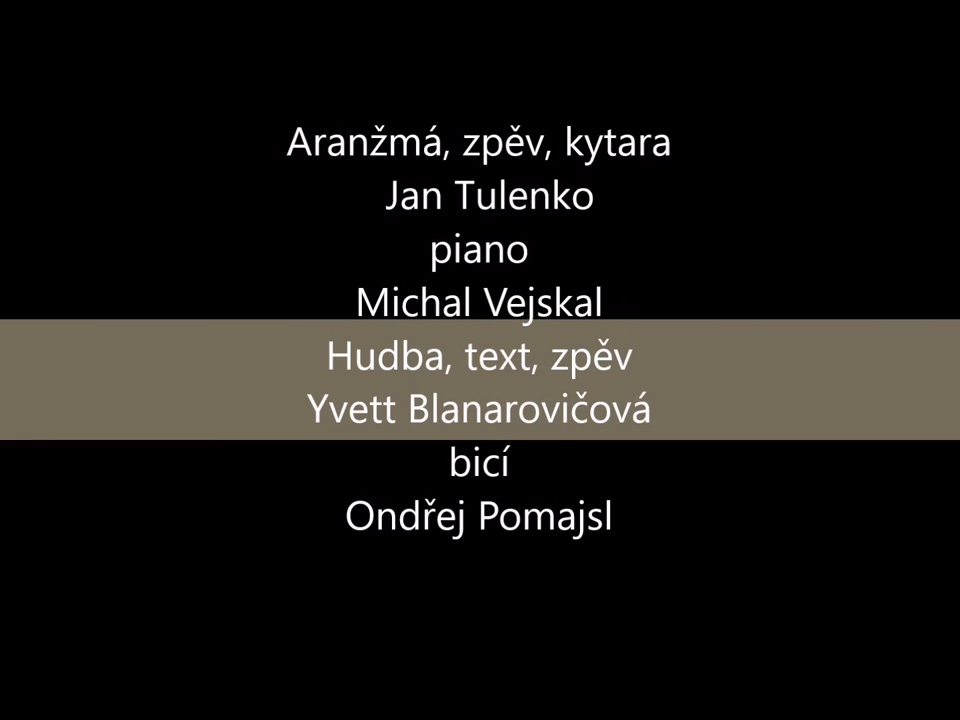 Aranžmá, zpěv, kytara
Jan Tulenko
piano
Michal Vejskal
Hudba, text, zpěv
Yvett Blanarovičová
bicí
Ondřej Pomajsl